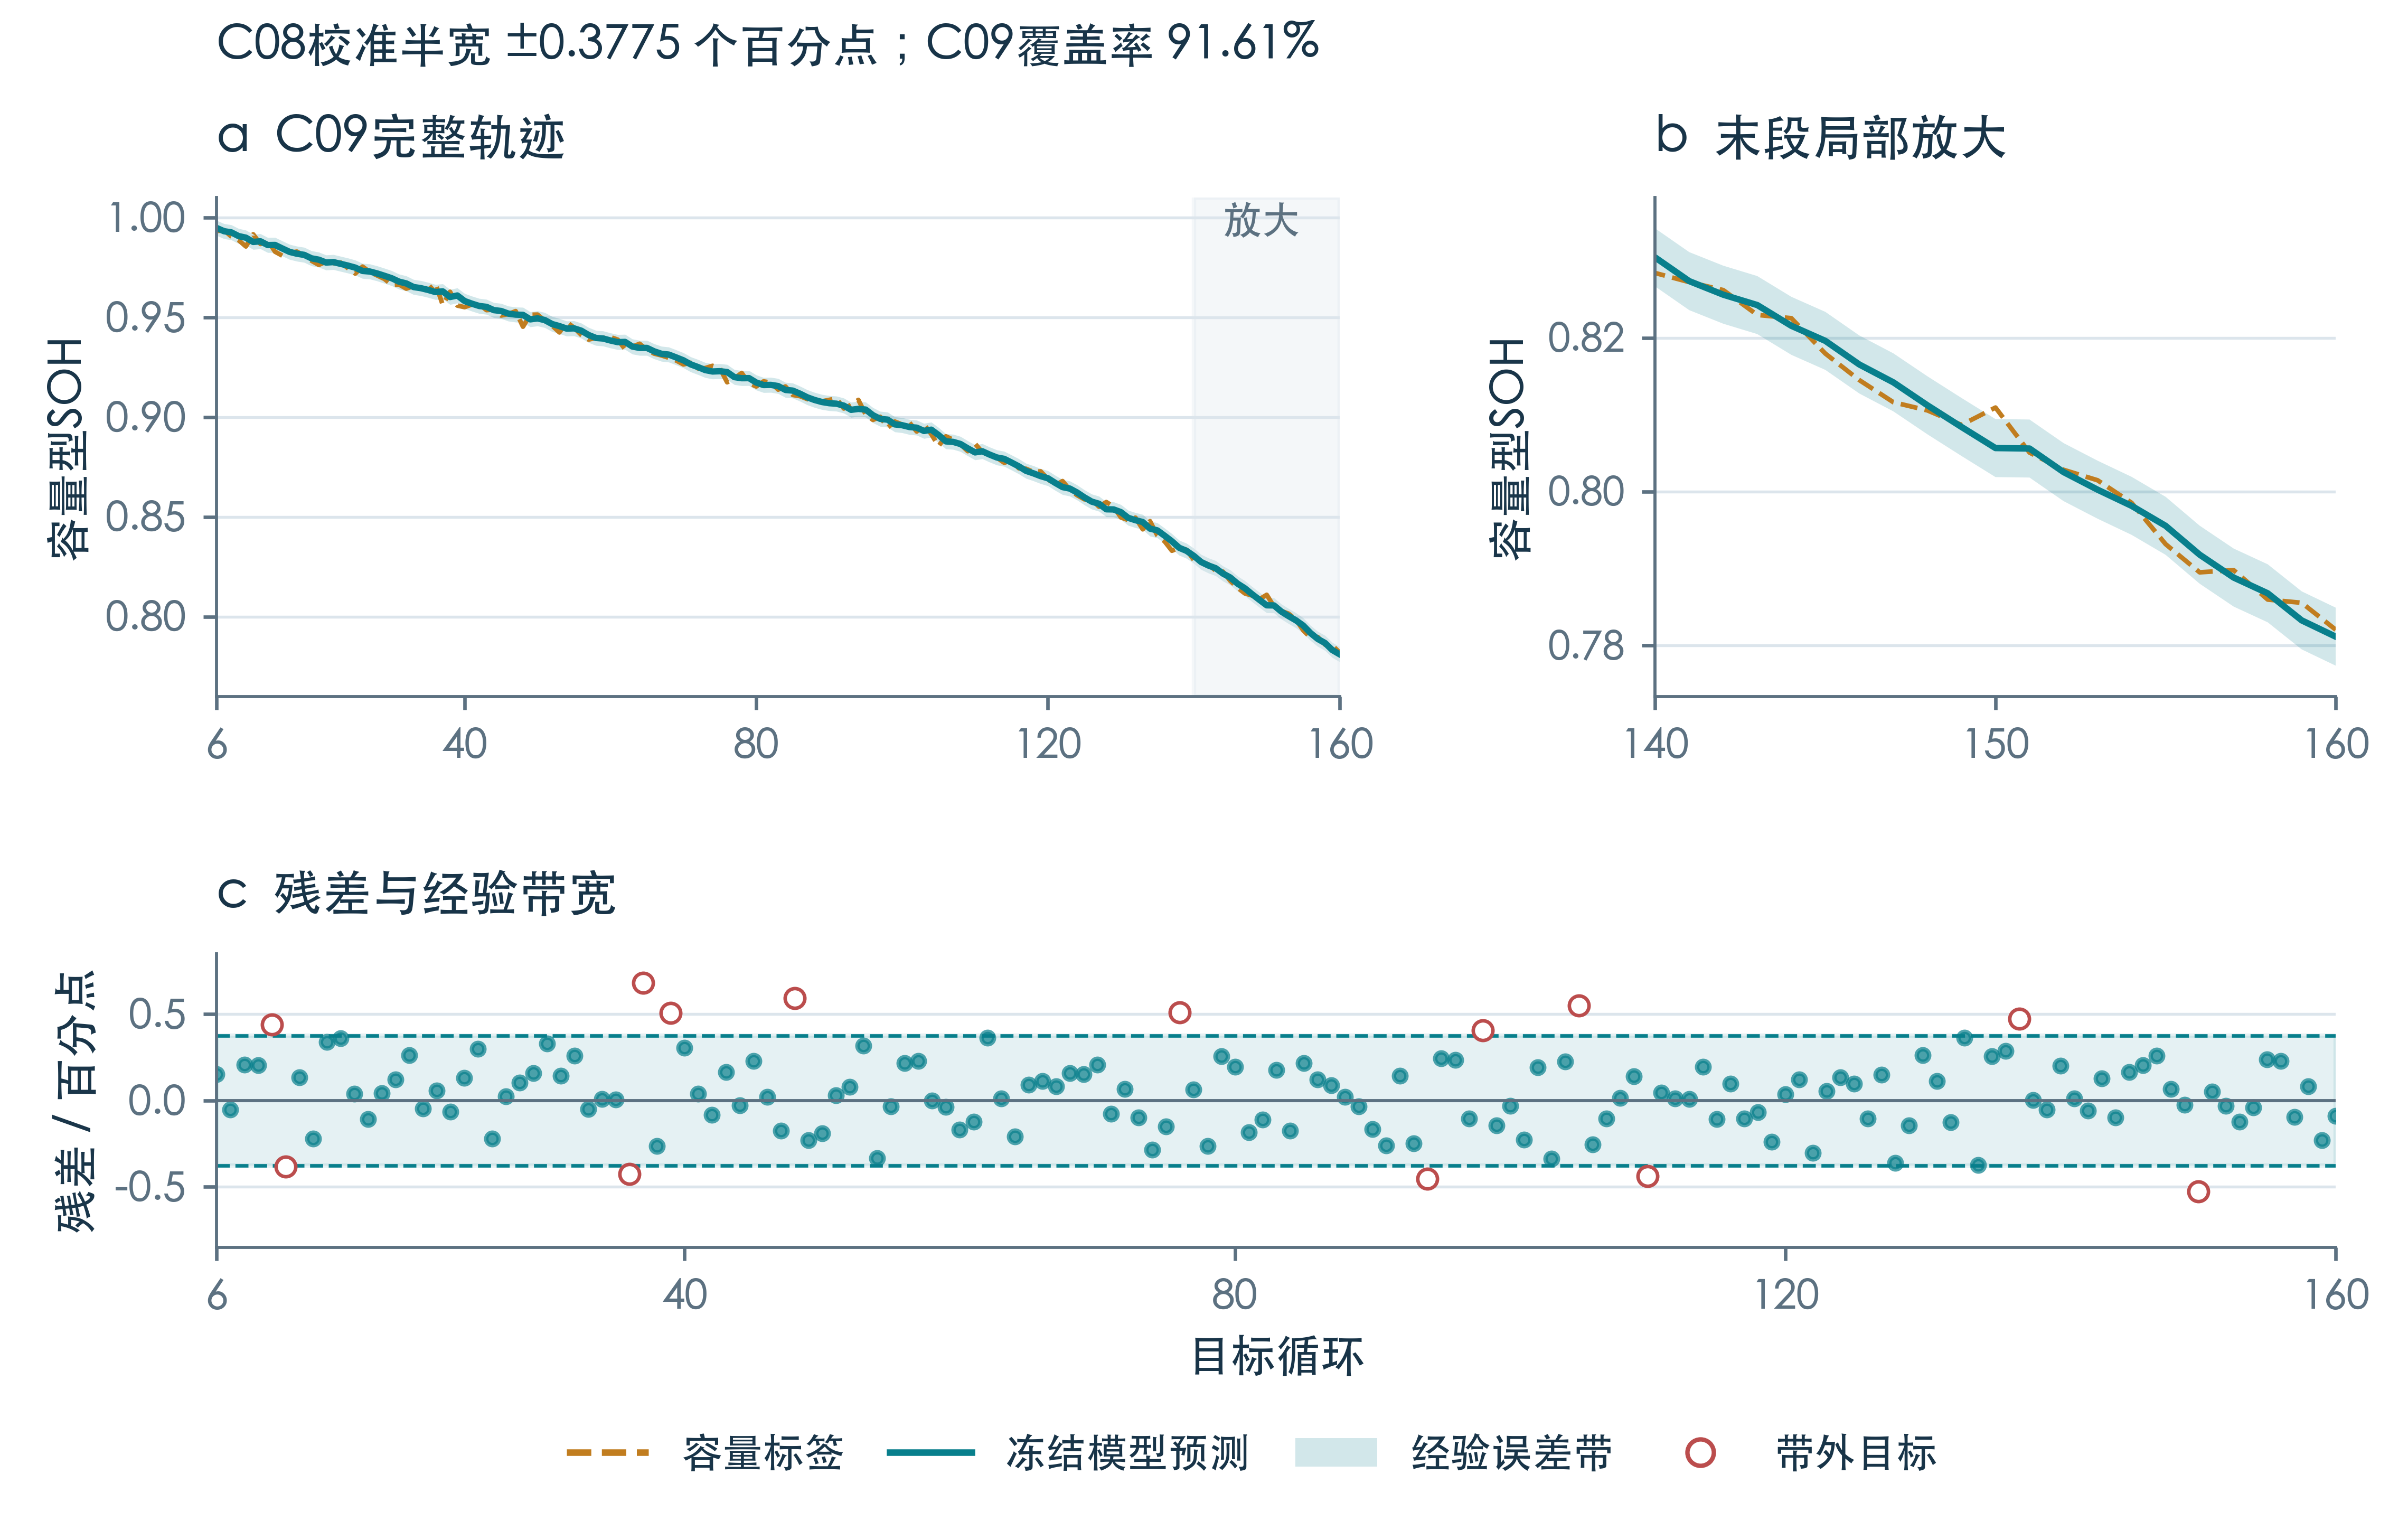 C08校准半宽 ±0.3775 个百分点；C09覆盖率 91.61%
a C09完整轨迹
容量型SOH
1.00
0.95
0.90
0.85
0.80
放大
6 40 80 120 160
b 末段局部放大
容量型SOH
0.82
0.80
0.78
140 150 160
c 残差与经验带宽
残差 / 百分点
0.5
0.0
-0.5
6 40 80 120 160
目标循环
容量标签 冻结模型预测 经验误差带 带外目标